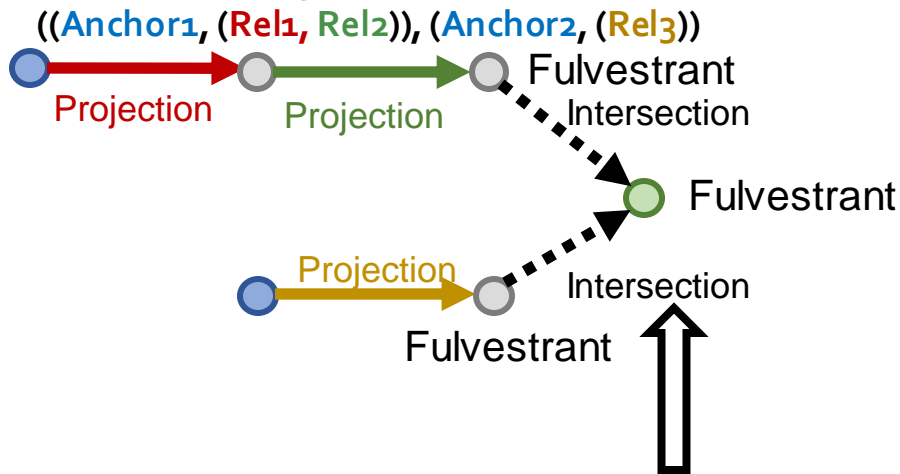 ((Anchor1, (Rel1, Rel2)), (Anchor2, (Rel3))
Fulvestrant
Projection
Projection
Intersection
Fulvestrant
Projection
Intersection
Fulvestrant